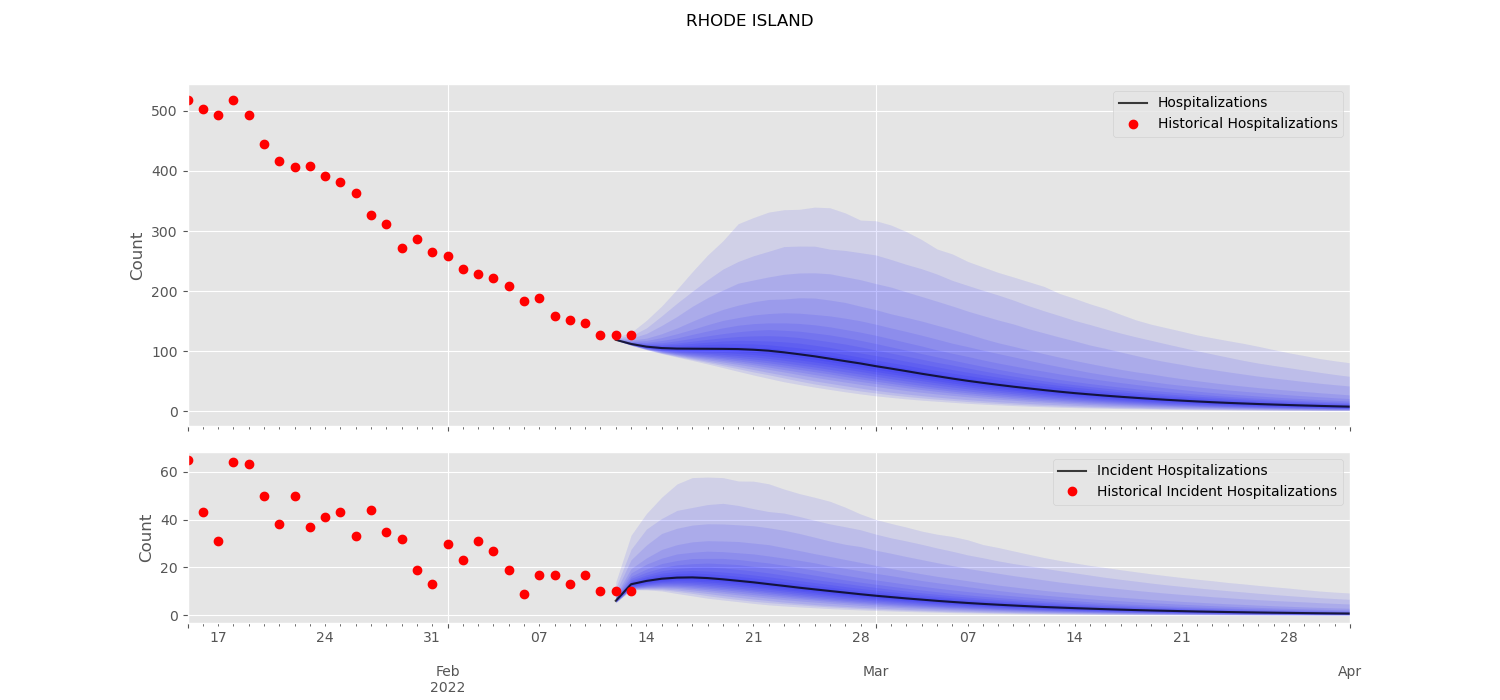 RHODE ISLAND
500
400
300
200
100
0
Count
Hospitalizations
Historical Hospitalizations
60
40
20
0
Count
Incident Hospitalizations
Historical Incident Hospitalizations
17 24 31 07 14 21 28 07 14 21 28
Feb Mar Apr
2022